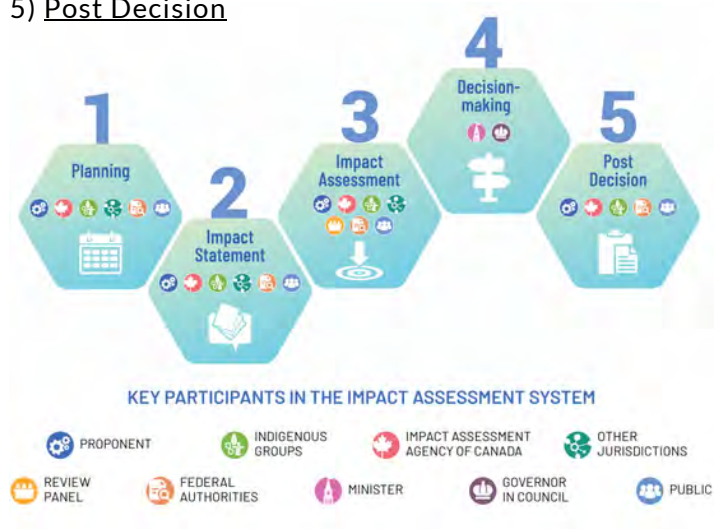 5) Post Decision
1
Planning
2
Impact
Statement
3
Impact
Assessment
4
Decision-
making
5
Post
Decision
KEY PARTICIPANTS IN THE IMPACT ASSESSMENT SYSTEM
PROPONENT
INDIGENOUS
GROUPS
IMPACT ASSESSMENT
AGENCY OF CANADA
OTHER
JURISDICTIONS
REVIEW
PANEL
FEDERAL
AUTHORITIES
MINISTER
GOVERNOR
IN COUNCIL
PUBLIC